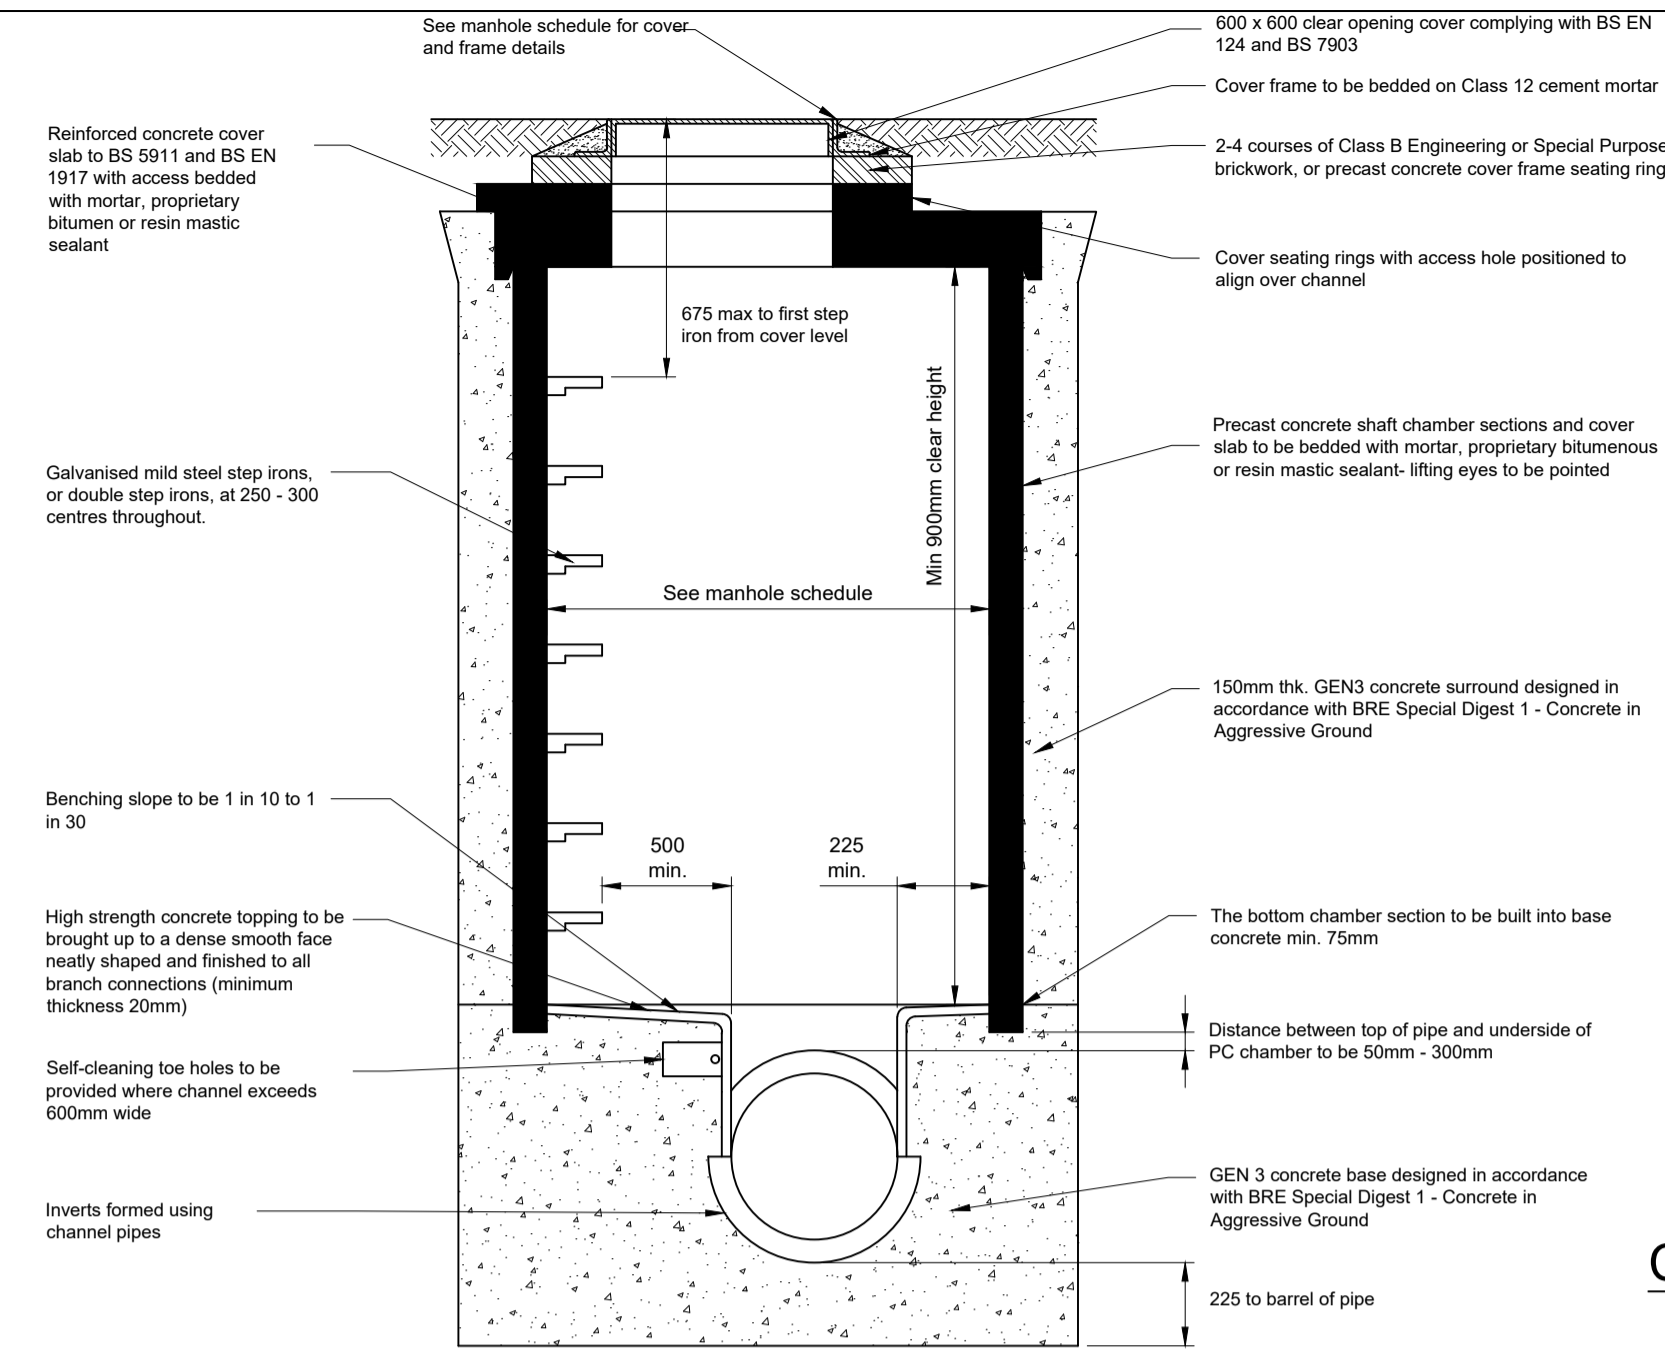 See manhole schedule for cover
and frame details
600 x 600 clear opening cover complying with BS EN
124 and BS 7903
Cover frame to be bedded on Class 12 cement mortar
Reinforced concrete cover
slab to BS 5911 and BS EN
1917 with access bedded
with mortar, proprietary
bitumen or resin mastic
sealant
2-4 courses of Class B Engineering or Special Purpose
brickwork, or precast concrete cover frame seating ring
Cover seating rings with access hole positioned to
align over channel
675 max to first step
iron from cover level
Min 900mm clear height
Precast concrete shaft chamber sections and cover
slab to be bedded with mortar, proprietary bitumenous
or resin mastic sealant- lifting eyes to be pointed
Galvanised mild steel step irons,
or double step irons, at 250 - 300
centres throughout.
See manhole schedule
150mm thk. GEN3 concrete surround designed in
accordance with BRE Special Digest 1 - Concrete in
Aggressive Ground
Benching slope to be 1 in 10 to 1
in 30
500
min.
225
min.
High strength concrete topping to be
brought up to a dense smooth face
neatly shaped and finished to all
branch connections (minimum
thickness 20mm)
The bottom chamber section to be built into base
concrete min. 75mm
Distance between top of pipe and underside of
PC chamber to be 50mm - 300mm
Self-cleaning toe holes to be
provided where channel exceeds
600mm wide
GEN 3 concrete base designed in accordance
with BRE Special Digest 1 - Concrete in
Aggressive Ground
Inverts formed using
channel pipes
225 to barrel of pipe